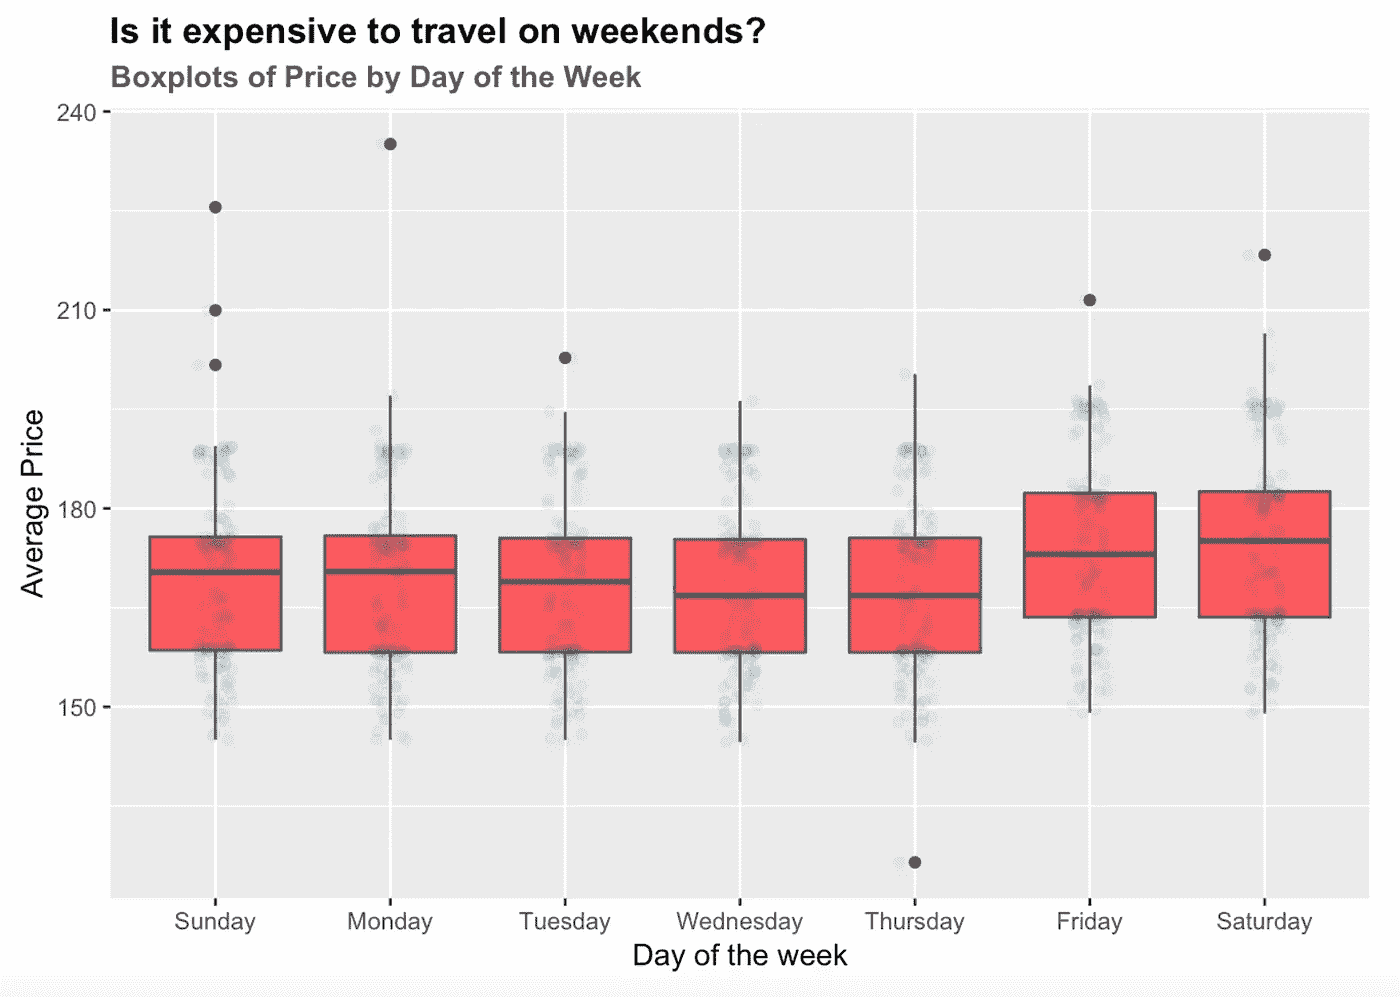 Is it expensive to travel on weekends?
Boxplots of Price by Day of the Week
240
210
180
150
Average Price
Sunday Monday Tuesday Wednesday Thursday Friday Saturday
Day of the week